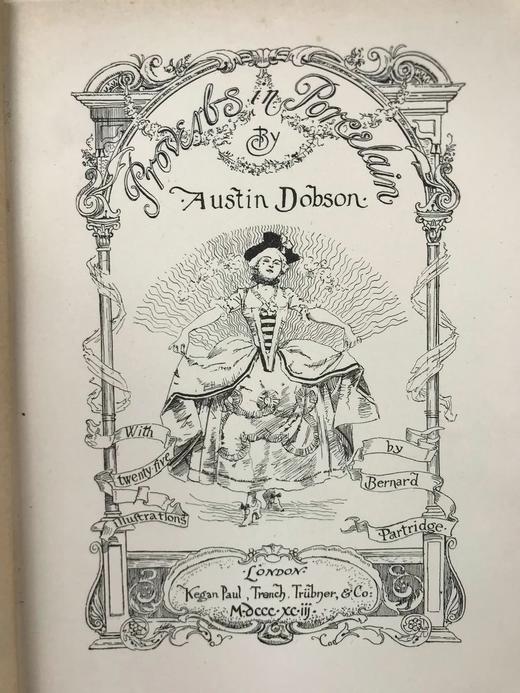 Proverbs in Porcelain
By
·Austin Dobson·
With
twenty-five
Illustrations
by
Bernard
Partridge.
London·
Kegan Paul, Trench, Trübner, & Co:
M·dccc·xc·iij·